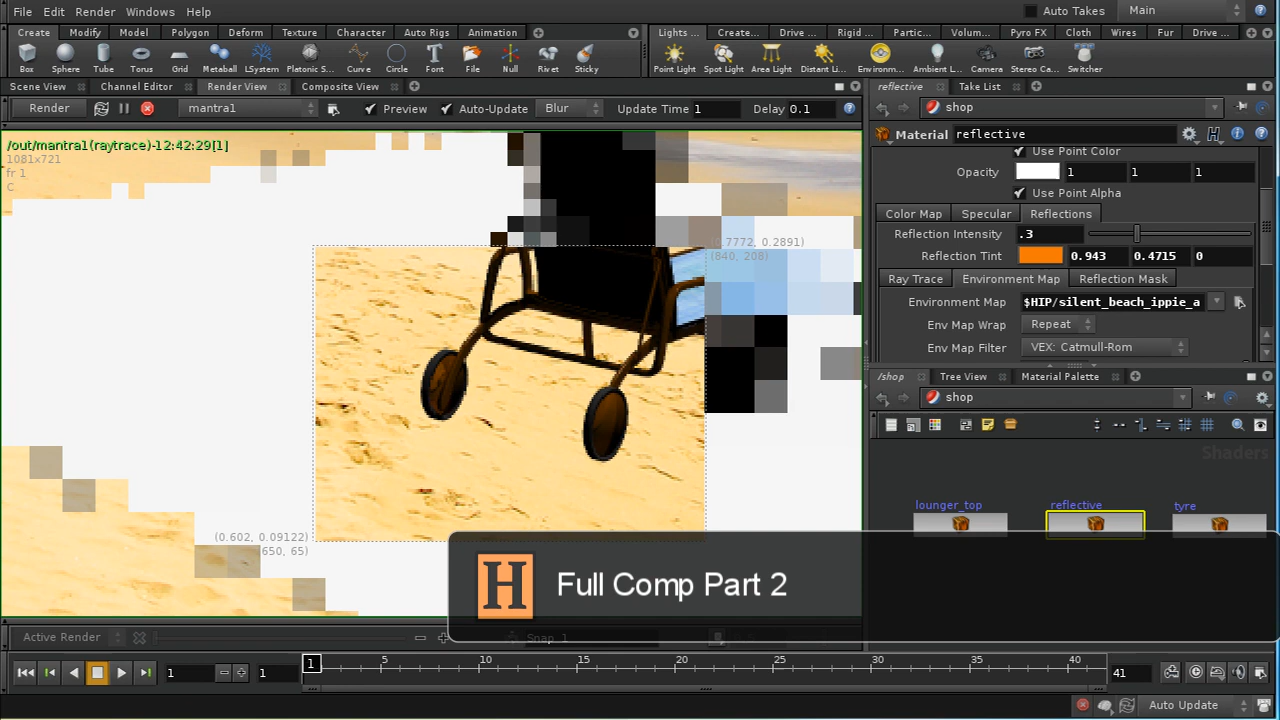 File Edit Render Windows Help
Auto Takes Main
Create Modify Model Polygon Deform Texture Character Auto Rigs Animation
Lights ... Create... Drive ... Rigid ... Partic... Volum... Pyro FX Cloth Wires Fur Drive ...
Box Sphere Tube Torus Grid Metaball LSystem Platonic S... Curve Circle Font File Null Rivet Sticky
Point Light Spot Light Area Light Distant Li... Environm... Ambient L... Camera Stereo Ca... Switcher
Scene View Channel Editor Render View Composite View
reflective Take List
Render mantra1 Preview Auto-Update Blur Update Time 1 Delay 0.1
shop
Material reflective
/out/mantra1(raytrace)-12:42:29[1]
1081x721
fr 1
C
Use Point Color
Opacity 1 1 1
Use Point Alpha
Color Map Specular Reflections
Reflection Intensity .3
Reflection Tint 0.943 0.4715 0
Ray Trace Environment Map Reflection Mask
Environment Map $HIP/silent_beach_ippie_a
Env Map Wrap Repeat
Env Map Filter VEX: Catmull-Rom
(0.7772, 0.2891)
(840, 208)
(0.602, 0.09122)
(650, 65)
/shop Tree View Material Palette
shop
Shaders
lounger_top reflective tyre
H Full Comp Part 2
Active Render Snap 1
1 1 1 5 10 15 20 25 30 35 40 41
Auto Update